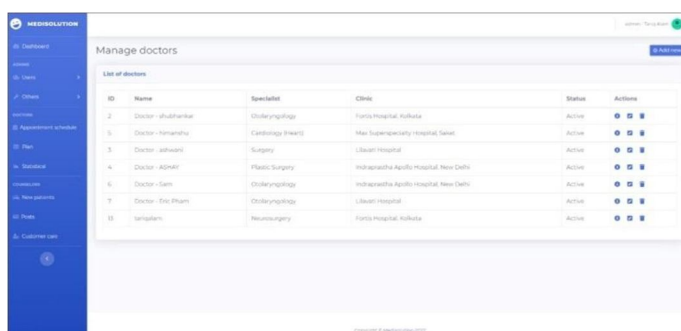 MEDISOLUTION
Dashboard
Users
Others
DOCTORS
Appointment schedule
Plan
Statistical
New patients
Posts
Customer care
Manage doctors
Add new
List of doctors
ID Name Specialist Clinic Status Actions
2 Doctor - shubhankar Otolaryngology Fortis Hospital, Kolkata Active
5 Doctor - himanshu Cardiology (Heart) Max Superspecialty Hospital, Saket Active
3 Doctor - ashwani Surgery Lilavati Hospital Active
4 Doctor - ABHAY Plastic Surgery Indraprastha Apollo Hospital, New Delhi Active
6 Doctor - Sam Otolaryngology Indraprastha Apollo Hospital, New Delhi Active
7 Doctor - Eric Pham Otolaryngology Lilavati Hospital Active
Neurosurgery Fortis Hospital, Kolkata Active